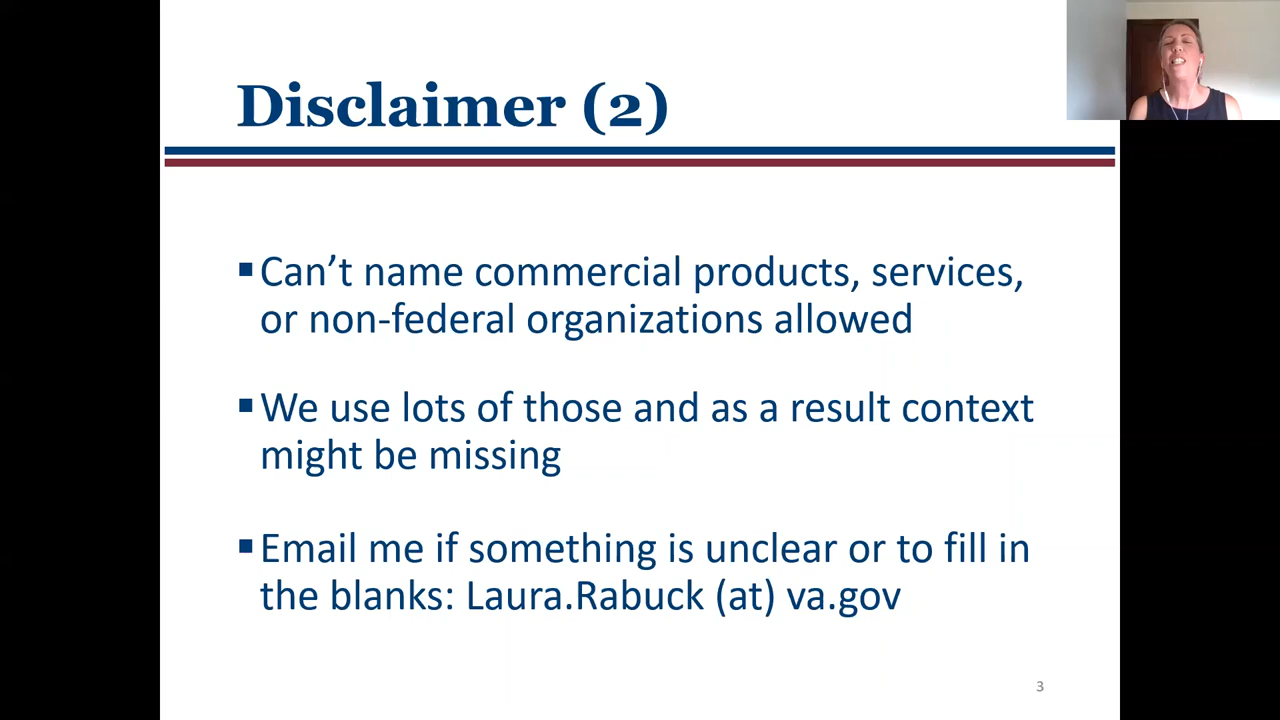 Disclaimer (2)
▪Can’t name commercial products, services,
or non-federal organizations allowed
▪We use lots of those and as a result context
might be missing
▪Email me if something is unclear or to fill in
the blanks: Laura.Rabuck (at) va.gov
3